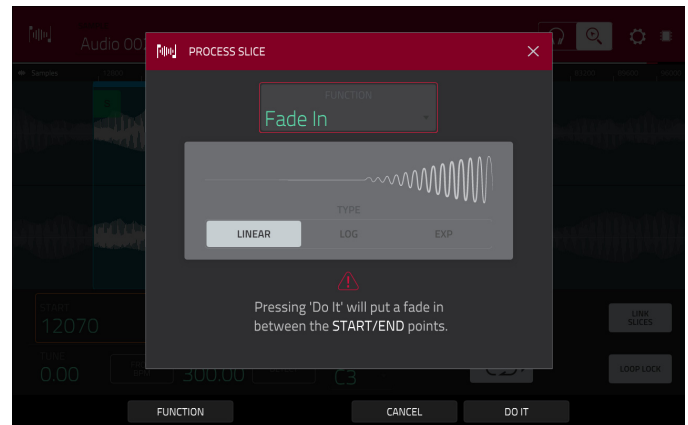 Audio 002
PROCESS SLICE
Samples
FUNCTION
Fade In
TYPE
LINEAR LOG EXP
Pressing 'Do It' will put a fade in
between the START/END points.
START
12070
LINK
SLICES
TUNE
0.00
300.00
C3
LOOP LOCK
FUNCTION CANCEL DO IT